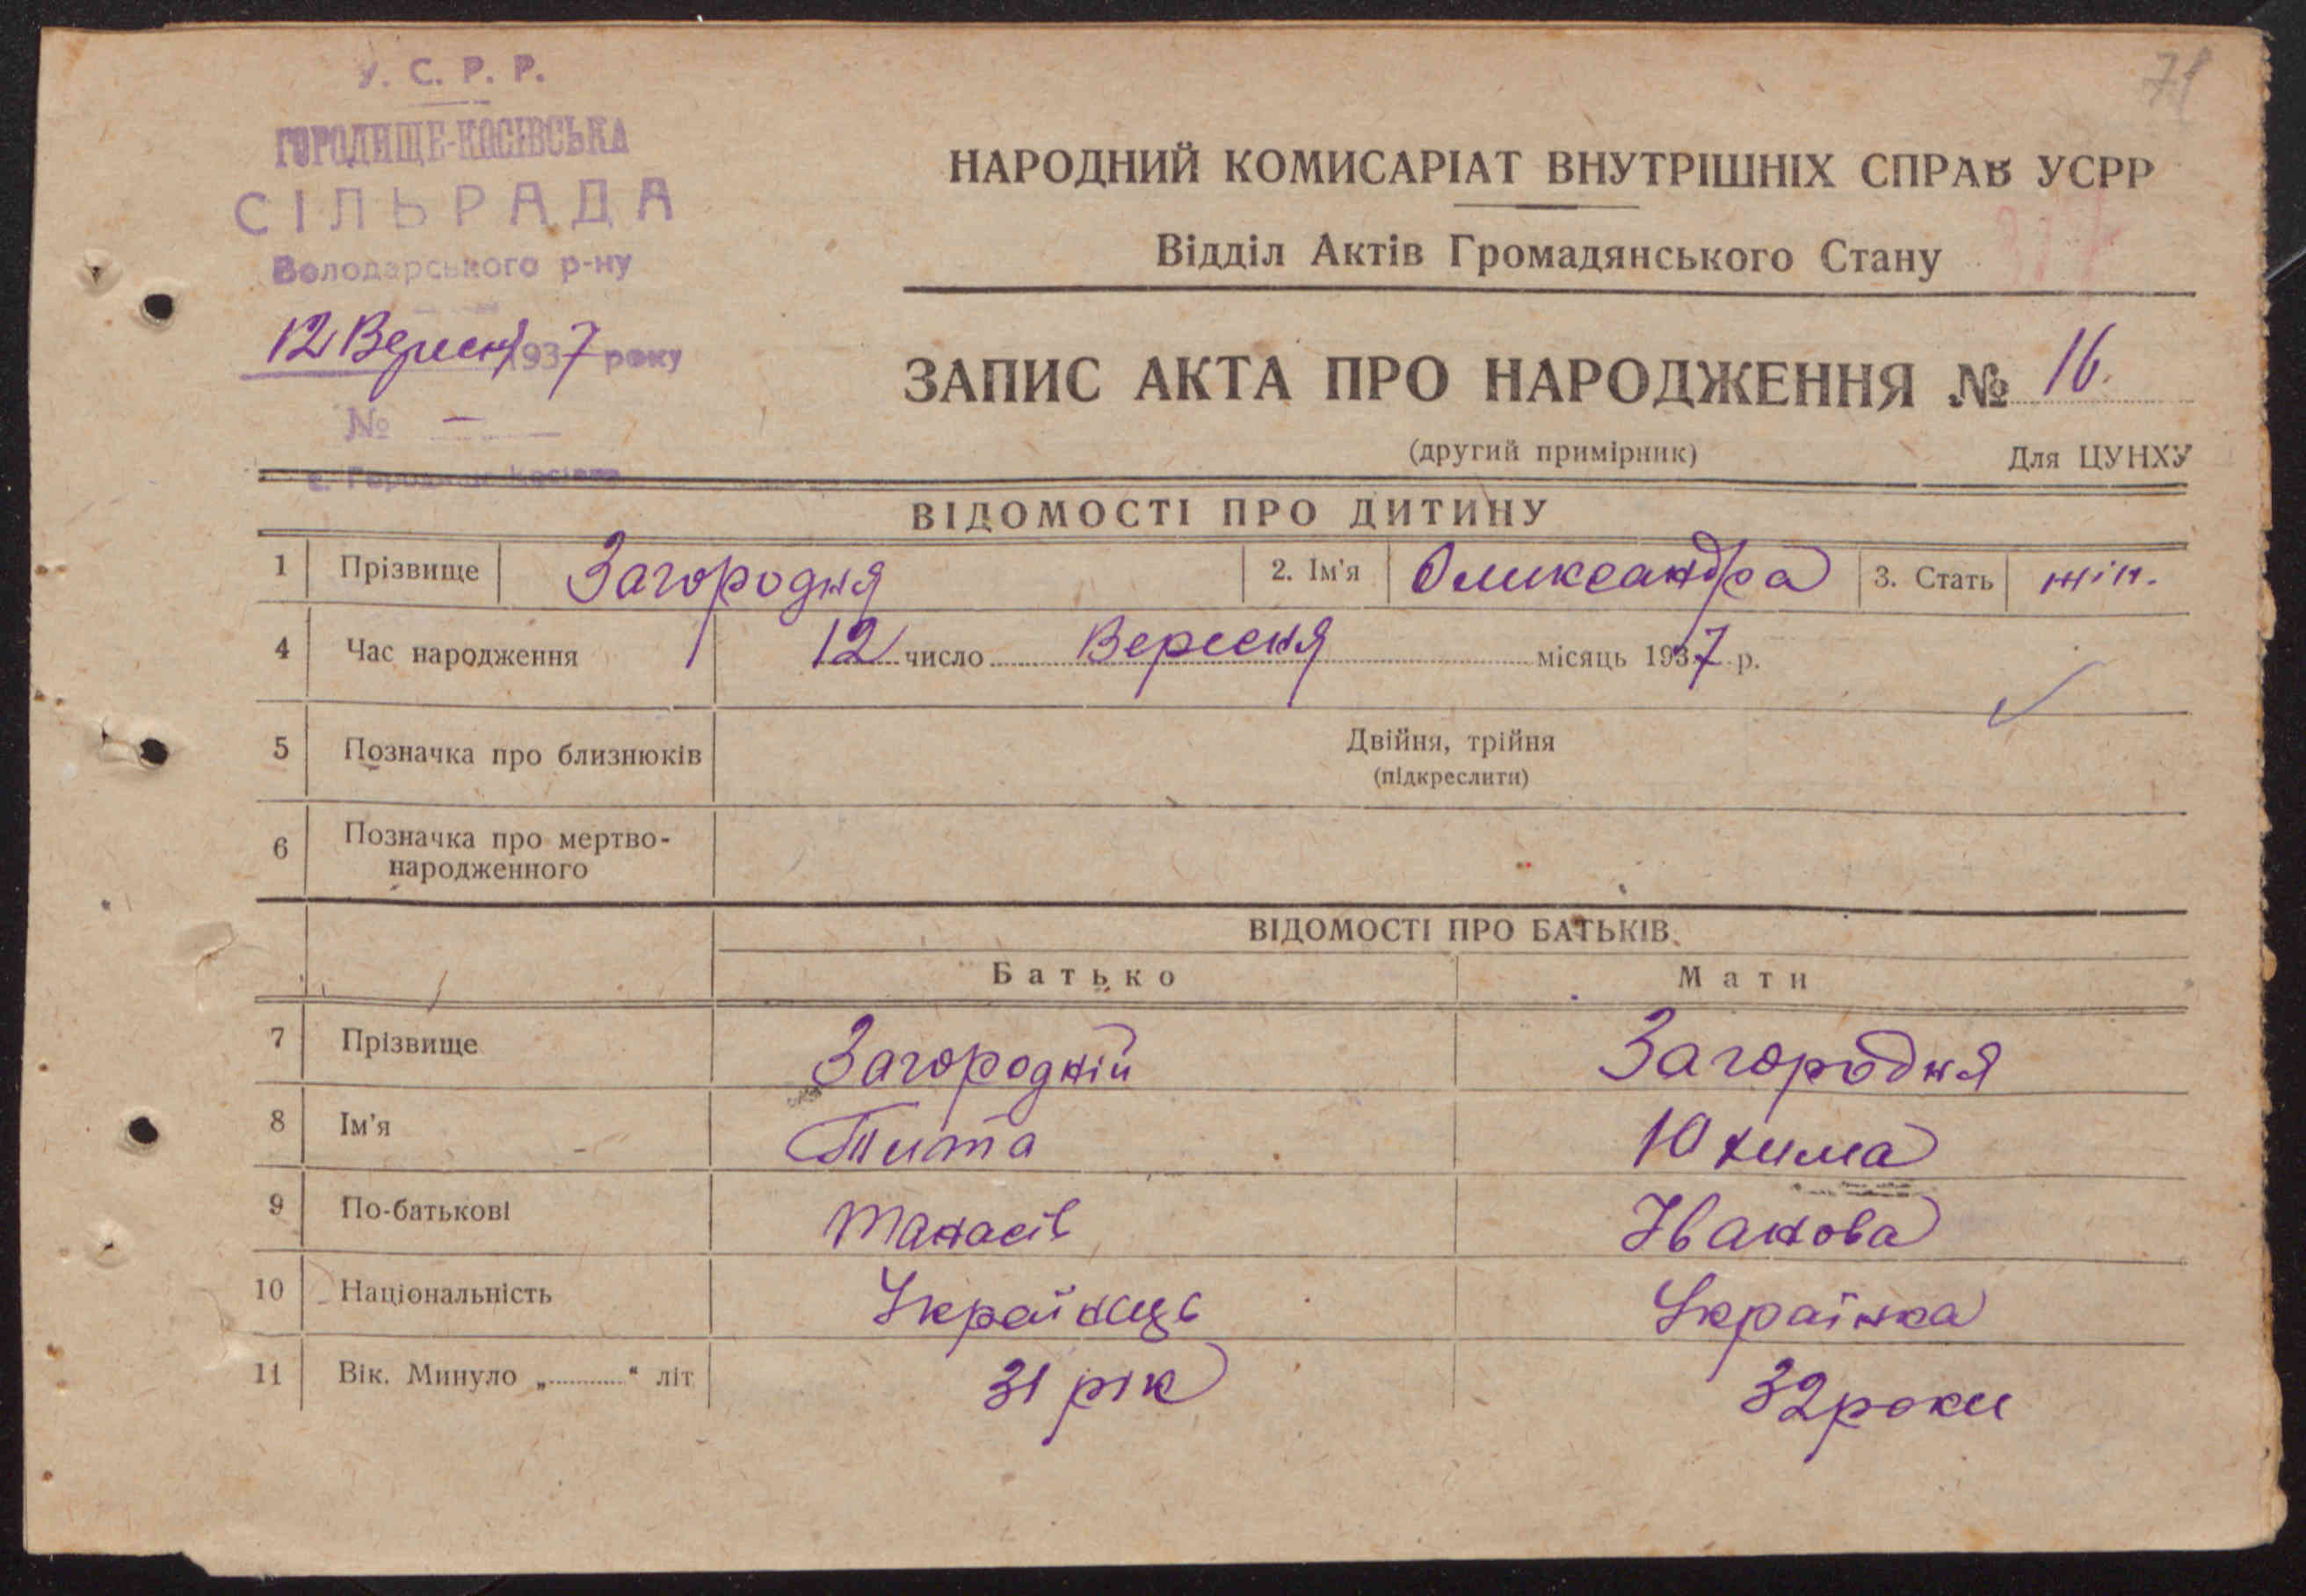 У. С. Р. Р.
ГОРОДИЩЕ-КОСІВСЬКА
СІЛЬРАДА
Володарського р-ну
12 Вересня 1937 року
№ —
с. Городище-Косівка
71
НАРОДНИЙ КОМИСАРІАТ ВНУТРІШНІХ СПРАВ УСРР
Відділ Актів Громадянського Стану
ЗАПИС АКТА ПРО НАРОДЖЕННЯ № 16.
(другий примірник) Для ЦУНХУ
ВІДОМОСТІ ПРО ДИТИНУ
1 Прізвище Загородня 2. Ім'я Оликсандра 3. Стать жін.
4 Час народження 12 число Вересня місяць 1937 р.
5 Позначка про близнюків Двійня, трійня
(підкреслити)
6 Позначка про мертво-
народженного
ВІДОМОСТІ ПРО БАТЬКІВ
Батько Мати
7 Прізвище Загородній Загородня
8 Ім'я Тита Юхима
9 По-батькові Танасів Іванова
10 Національність Українець Українка
11 Вік. Минуло „ “ літ 31 рік 32 роки